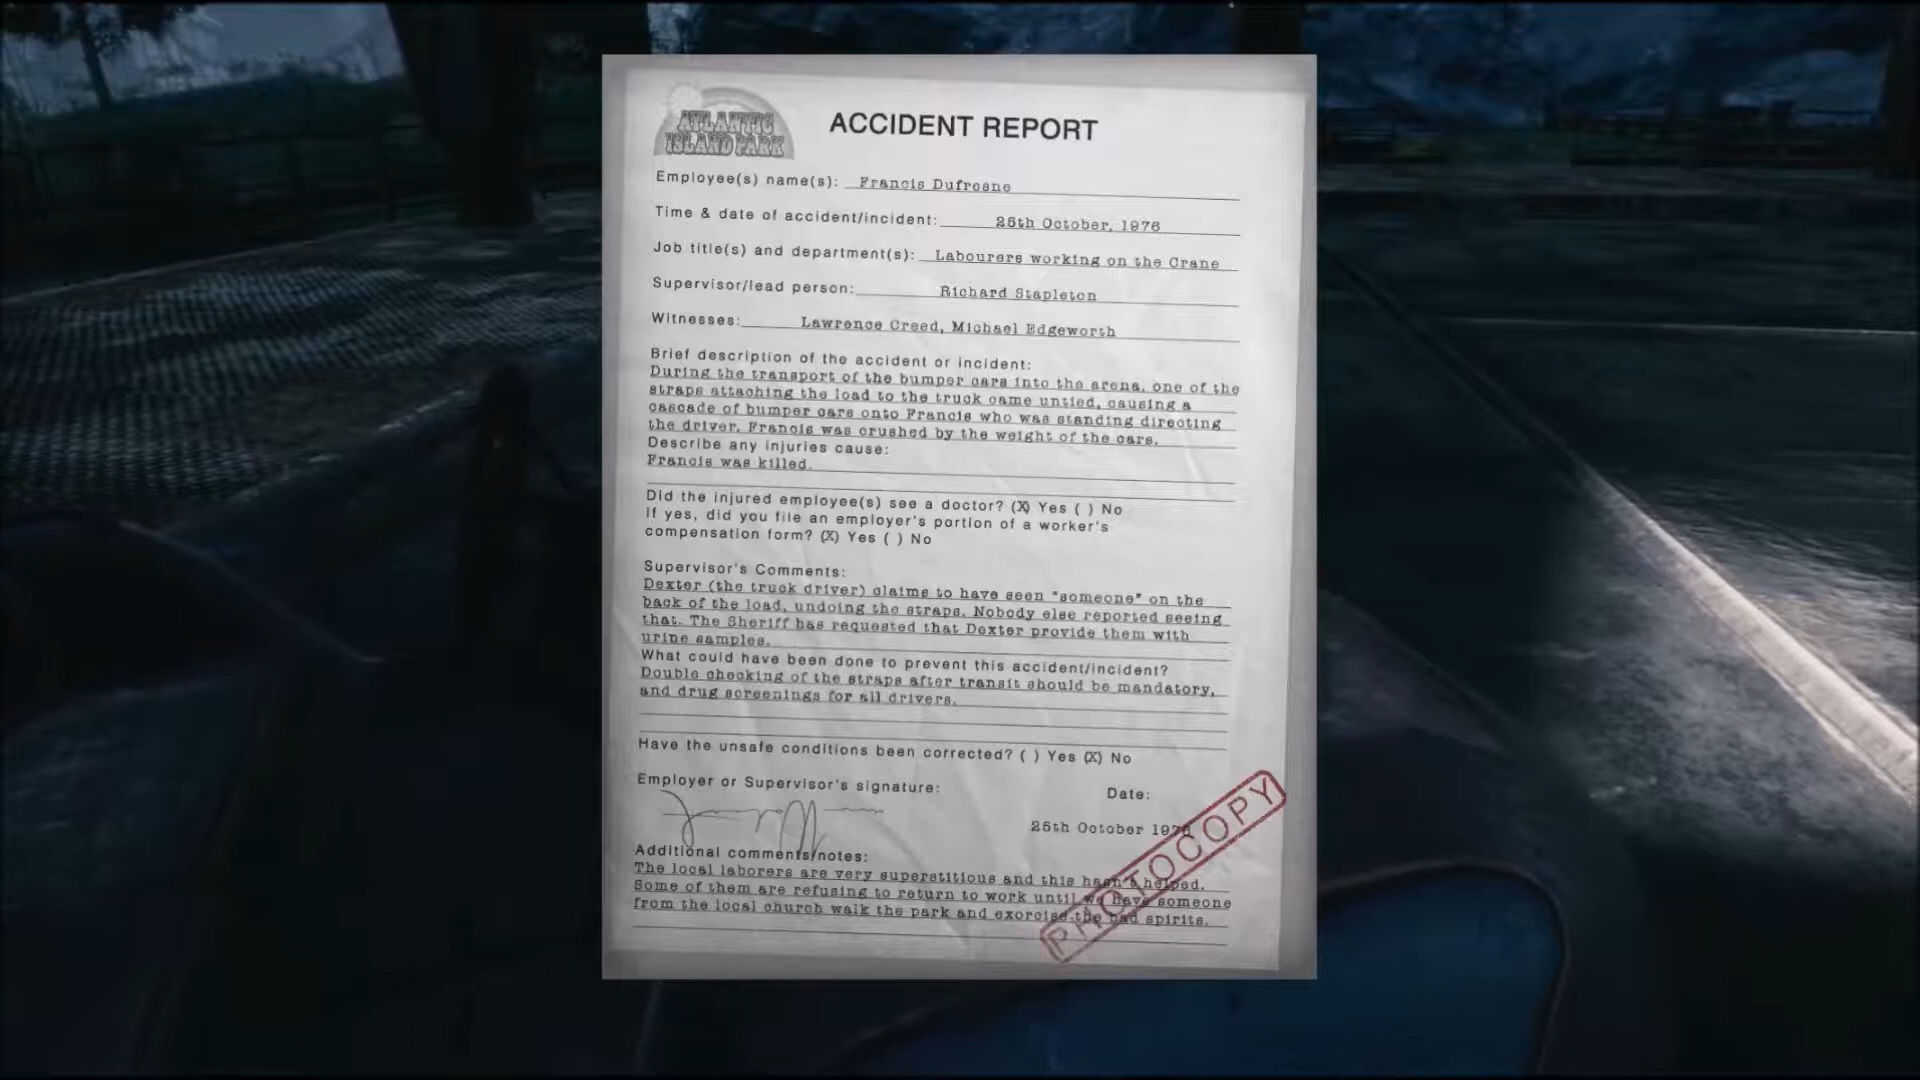 ATLANTIC
ISLAND PARK
ACCIDENT REPORT
Employee(s) name(s): Francis Dufrosne
Time & date of accident/incident: 25th October, 1976
Job title(s) and department(s): Labourers working on the Crane
Supervisor/lead person: Richard Stapleton
Witnesses: Lawrence Creed, Michael Edgeworth
Brief description of the accident or incident:
During the transport of the bumper cars into the arena, one of the
straps attaching the load to the truck came untied, causing a
cascade of bumper cars onto Francis who was standing directing
the driver. Francis was crushed by the weight of the cars.
Describe any injuries cause:
Francis was killed.
Did the injured employee(s) see a doctor? (X) Yes ( ) No
If yes, did you file an employer's portion of a worker's
compensation form? (X) Yes ( ) No
Supervisor's Comments:
Dexter (the truck driver) claims to have seen "someone" on the
back of the load, undoing the straps. Nobody else reported seeing
that. The Sheriff has requested that Dexter provide them with
urine samples.
What could have been done to prevent this accident/incident?
Double checking of the straps after transit should be mandatory,
and drug screenings for all drivers.
Have the unsafe conditions been corrected? ( ) Yes (X) No
Employer or Supervisor's signature:
Date:
25th October 1976
Additional comments/notes:
The local laborers are very superstitious and this hasn't helped.
Some of them are refusing to return to work until we have someone
from the local church walk the park and exorcise the bad spirits.
PHOTOCOPY